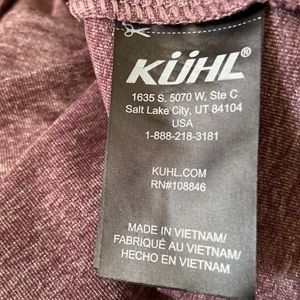 KÜHL®
1635 S. 5070 W, Ste C
Salt Lake City, UT 84104
USA
1-888-218-3181
KUHL.COM
RN#108846
MADE IN VIETNAM/
FABRIQUÉ AU VIETNAM/
HECHO EN VIETNAM